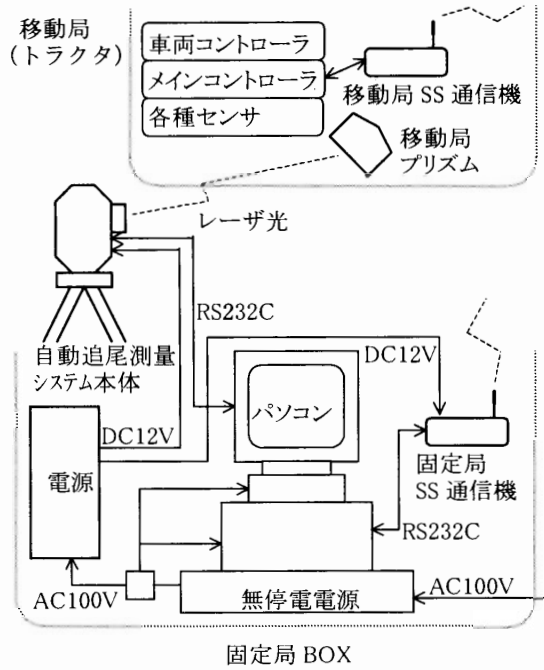 移動局
(トラクタ)
車両コントローラ
メインコントローラ
各種センサ
移動局 SS 通信機
移動局
プリズム
レーザ光
RS232C
自動追尾測量
システム本体
DC12V
パソコン
DC12V
電源
固定局
SS 通信機
RS232C
AC100V
無停電電源
AC100V
固定局 BOX